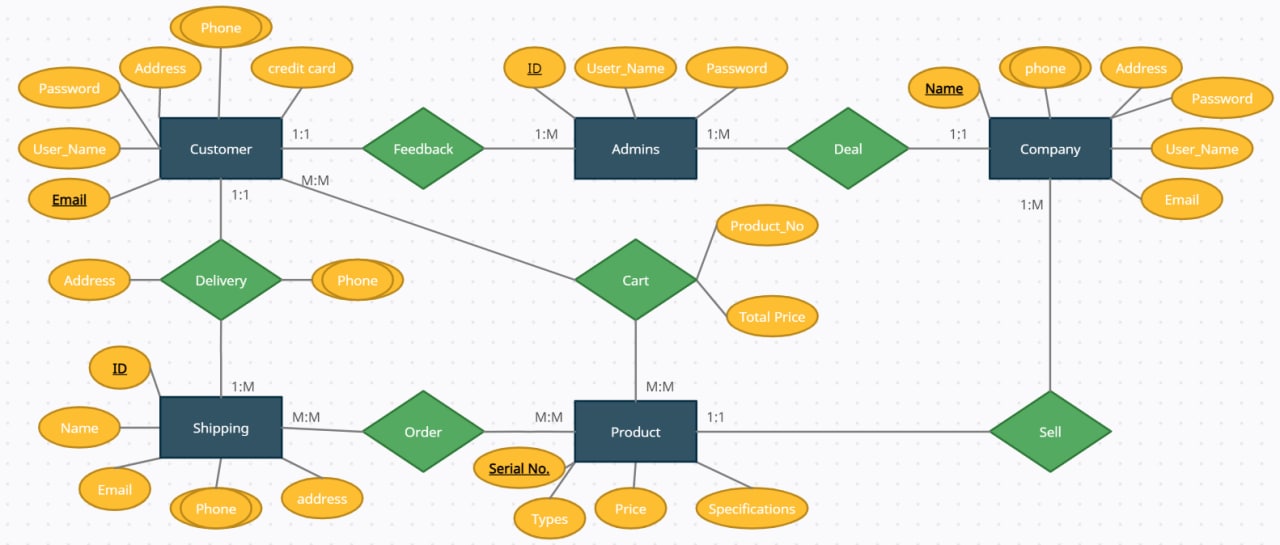 Phone
Address
credit card
Password
User_Name
Email
Customer
1:1
Feedback
1:M
ID
Usetr_Name
Password
Admins
1:M
Deal
1:1
Name
phone
Address
Password
User_Name
Email
Company
1:M
M:M
1:1
Address
Delivery
Phone
Cart
Product_No
Total Price
ID
1:M
Name
Shipping
M:M
Email
Phone
address
Order
M:M
M:M
Product
1:1
Sell
Serial No.
Types
Price
Specifications